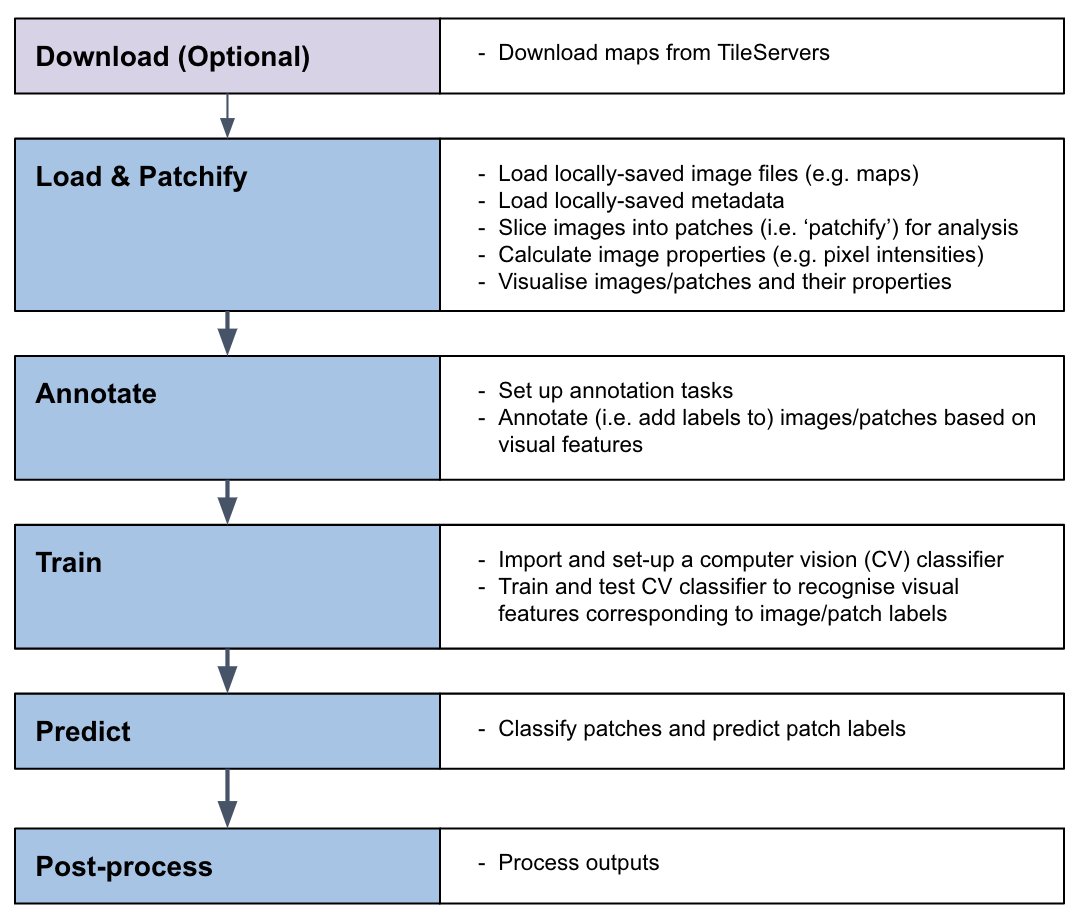 Download (Optional)
- Download maps from TileServers
Load & Patchify
- Load locally-saved image files (e.g. maps)
- Load locally-saved metadata
- Slice images into patches (i.e. ‘patchify’) for analysis
- Calculate image properties (e.g. pixel intensities)
- Visualise images/patches and their properties
Annotate
- Set up annotation tasks
- Annotate (i.e. add labels to) images/patches based on
visual features
Train
- Import and set-up a computer vision (CV) classifier
- Train and test CV classifier to recognise visual
features corresponding to image/patch labels
Predict
- Classify patches and predict patch labels
Post-process
- Process outputs